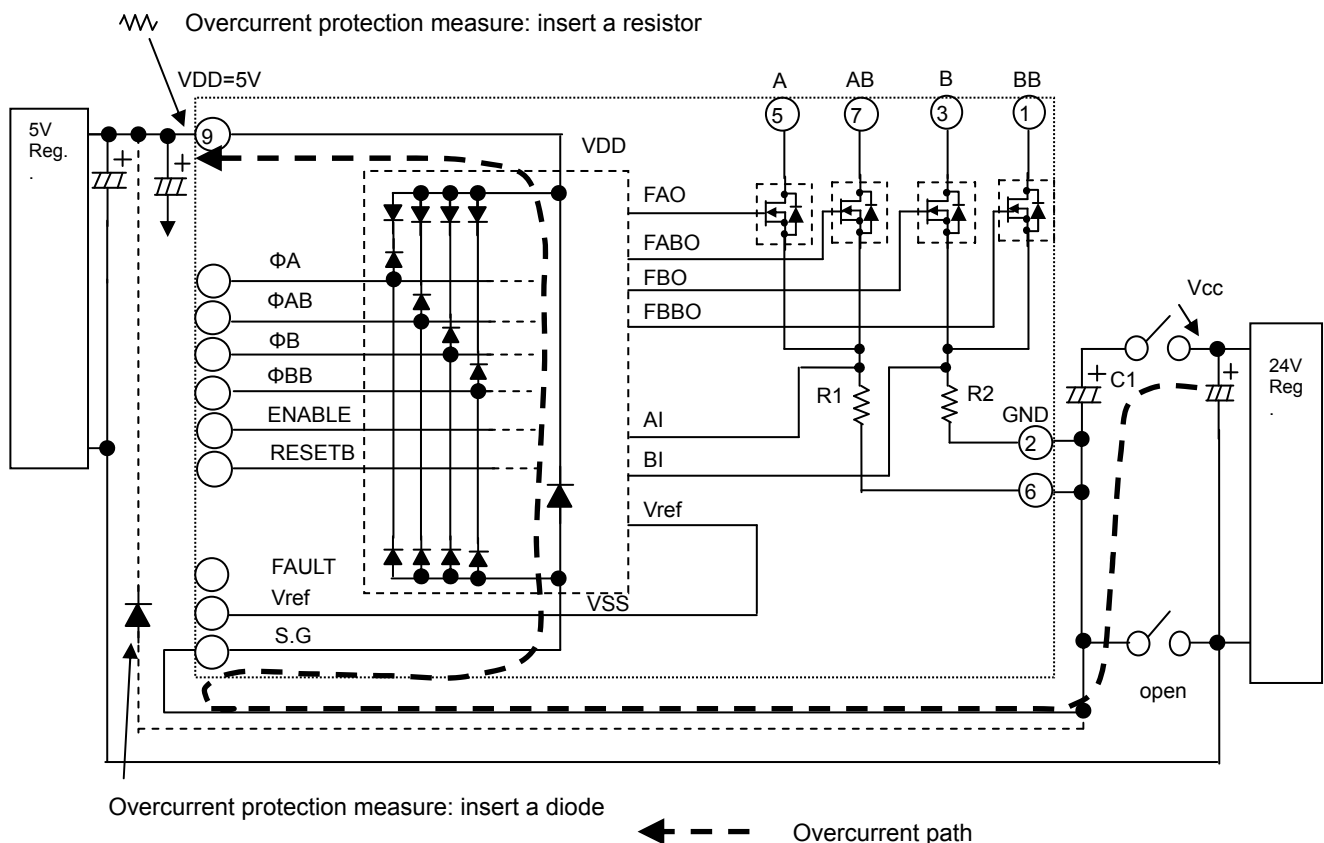 Overcurrent protection measure: insert a resistor
VDD=5V
A
AB
B
BB
5
7
3
1
5V
Reg.
.
+
+
9
VDD
FAO
FABO
FBO
FBBO
ΦA
ΦAB
ΦB
ΦBB
ENABLE
RESETB
Vcc
+
C1
+
24V
Reg
.
R1
R2
GND
2
AI
BI
6
Vref
FAULT
Vref
VSS
S.G
open
Overcurrent protection measure: insert a diode
Overcurrent path